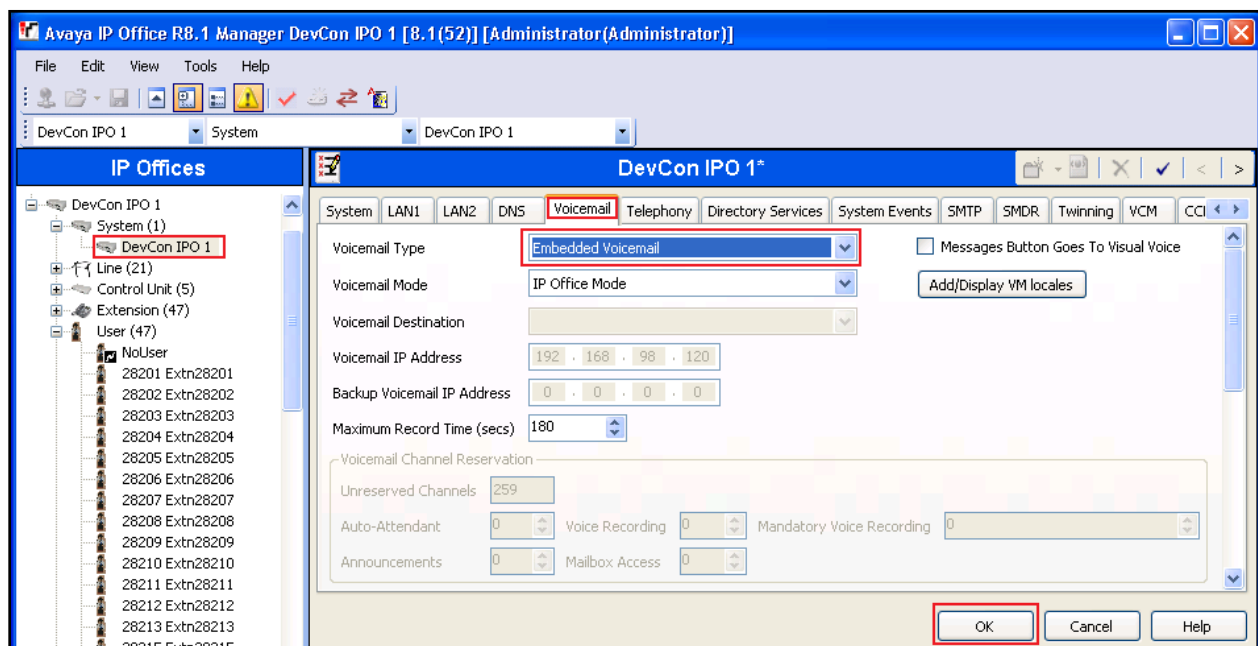 Avaya IP Office R8.1 Manager DevCon IPO 1 [8.1(52)] [Administrator(Administrator)]
File Edit View Tools Help
DevCon IPO 1 System DevCon IPO 1
IP Offices
DevCon IPO 1
System (1)
DevCon IPO 1
Line (21)
Control Unit (5)
Extension (47)
User (47)
NoUser
28201 Extn28201
28202 Extn28202
28203 Extn28203
28204 Extn28204
28205 Extn28205
28206 Extn28206
28207 Extn28207
28208 Extn28208
28209 Extn28209
28210 Extn28210
28211 Extn28211
28212 Extn28212
28213 Extn28213
DevCon IPO 1*
System LAN1 LAN2 DNS Voicemail Telephony Directory Services System Events SMTP SMDR Twinning VCM
Voicemail Type Embedded Voicemail Messages Button Goes To Visual Voice
Voicemail Mode IP Office Mode Add/Display VM locales
Voicemail Destination
Voicemail IP Address 192 . 168 . 98 . 120
Backup Voicemail IP Address 0 . 0 . 0 . 0
Maximum Record Time (secs) 180
Voicemail Channel Reservation
Unreserved Channels 259
Auto-Attendant 0 Voice Recording 0 Mandatory Voice Recording 0
Announcements 0 Mailbox Access 0
OK Cancel Help